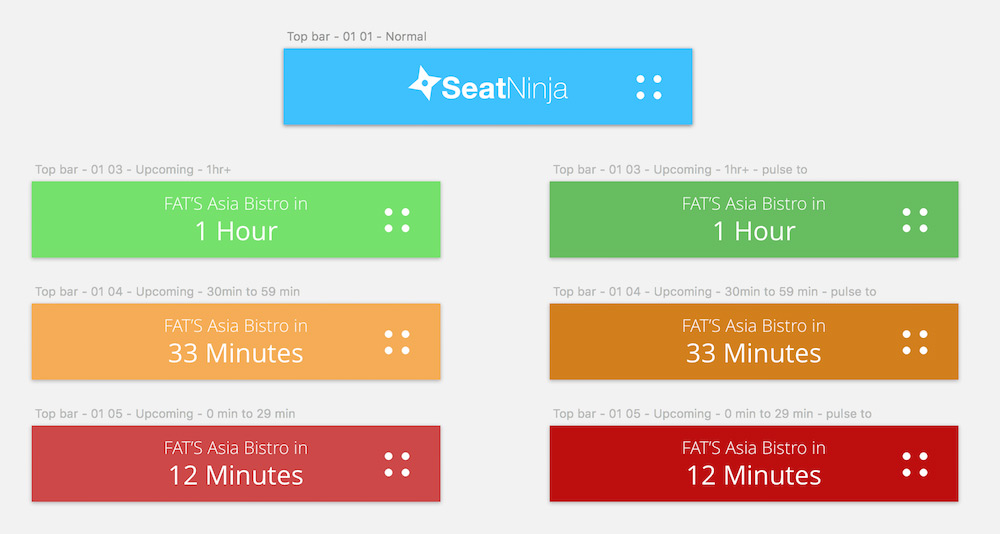 Top bar - 01 01 - Normal
SeatNinja
Top bar - 01 03 - Upcoming - 1hr+
FAT'S Asia Bistro in
1 Hour
Top bar - 01 03 - Upcoming - 1hr+ - pulse to
FAT'S Asia Bistro in
1 Hour
Top bar - 01 04 - Upcoming - 30min to 59 min
FAT'S Asia Bistro in
33 Minutes
Top bar - 01 04 - Upcoming - 30min to 59 min - pulse to
FAT'S Asia Bistro in
33 Minutes
Top bar - 01 05 - Upcoming - 0 min to 29 min
FAT'S Asia Bistro in
12 Minutes
Top bar - 01 05 - Upcoming - 0 min to 29 min - pulse to
FAT'S Asia Bistro in
12 Minutes